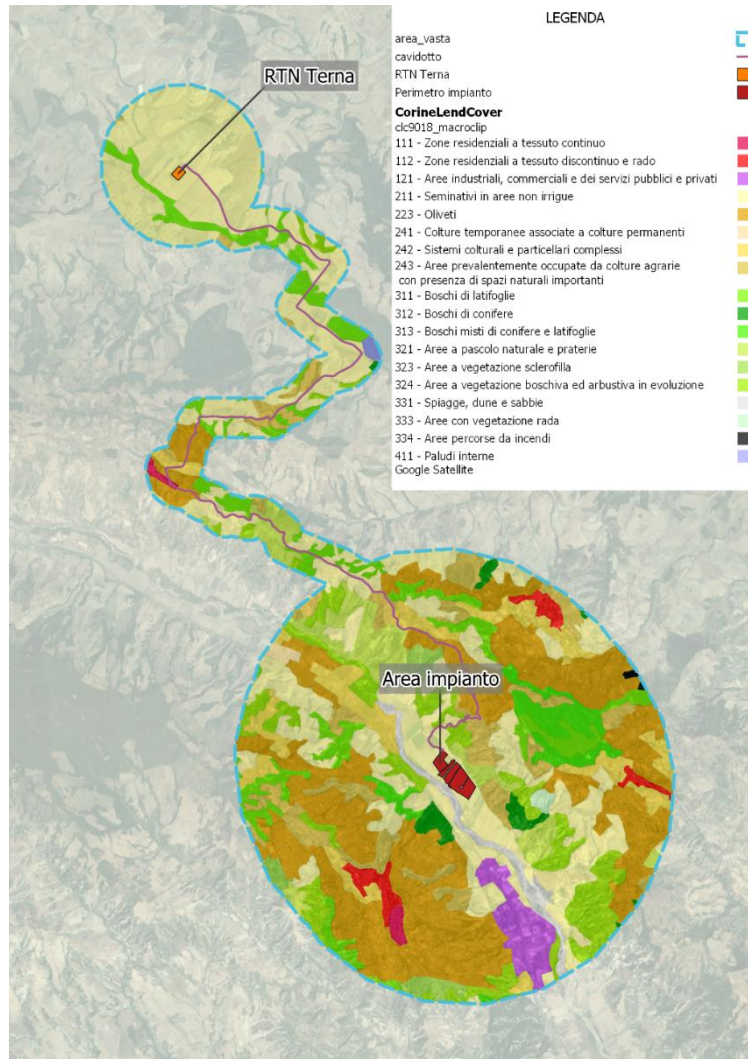 LEGENDA
area_vasta
cavidotto
RTN Terna
Perimetro impianto
CorineLendCover
clc9018_macroclip
111 - Zone residenziali a tessuto continuo
112 - Zone residenziali a tessuto discontinuo e rado
121 - Aree industriali, commerciali e dei servizi pubblici e privati
211 - Seminativi in aree non irrigue
223 - Oliveti
241 - Colture temporanee associate a colture permanenti
242 - Sistemi colturali e particellari complessi
243 - Aree prevalentemente occupate da colture agrarie
con presenza di spazi naturali importanti
311 - Boschi di latifoglie
312 - Boschi di conifere
313 - Boschi misti di conifere e latifoglie
321 - Aree a pascolo naturale e praterie
323 - Aree a vegetazione sclerofilla
324 - Aree a vegetazione boschiva ed arbustiva in evoluzione
331 - Spiagge, dune e sabbie
333 - Aree con vegetazione rada
334 - Aree percorse da incendi
411 - Paludi interne
Google Satellite
RTN Terna
Area impianto